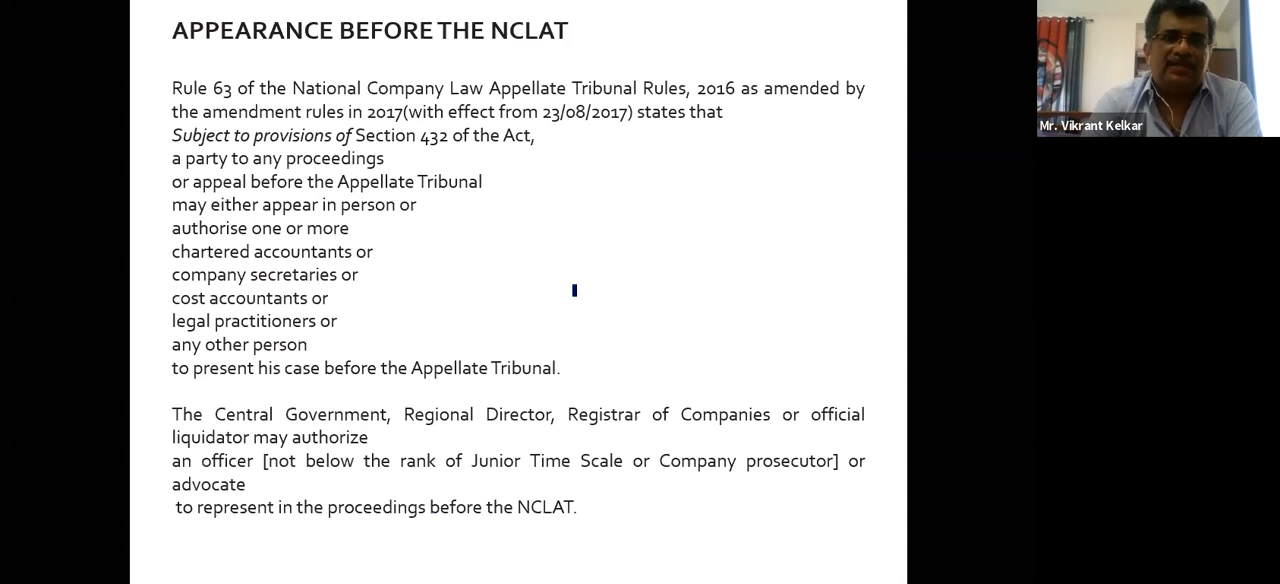 APPEARANCE BEFORE THE NCLAT
Rule 63 of the National Company Law Appellate Tribunal Rules, 2016 as amended by
the amendment rules in 2017(with effect from 23/08/2017) states that
Subject to provisions of Section 432 of the Act,
a party to any proceedings
or appeal before the Appellate Tribunal
may either appear in person or
authorise one or more
chartered accountants or
company secretaries or
cost accountants or
legal practitioners or
any other person
to present his case before the Appellate Tribunal.
The Central Government, Regional Director, Registrar of Companies or official
liquidator may authorize
an officer [not below the rank of Junior Time Scale or Company prosecutor] or
advocate
to represent in the proceedings before the NCLAT.
Mr. Vikrant Kelkar